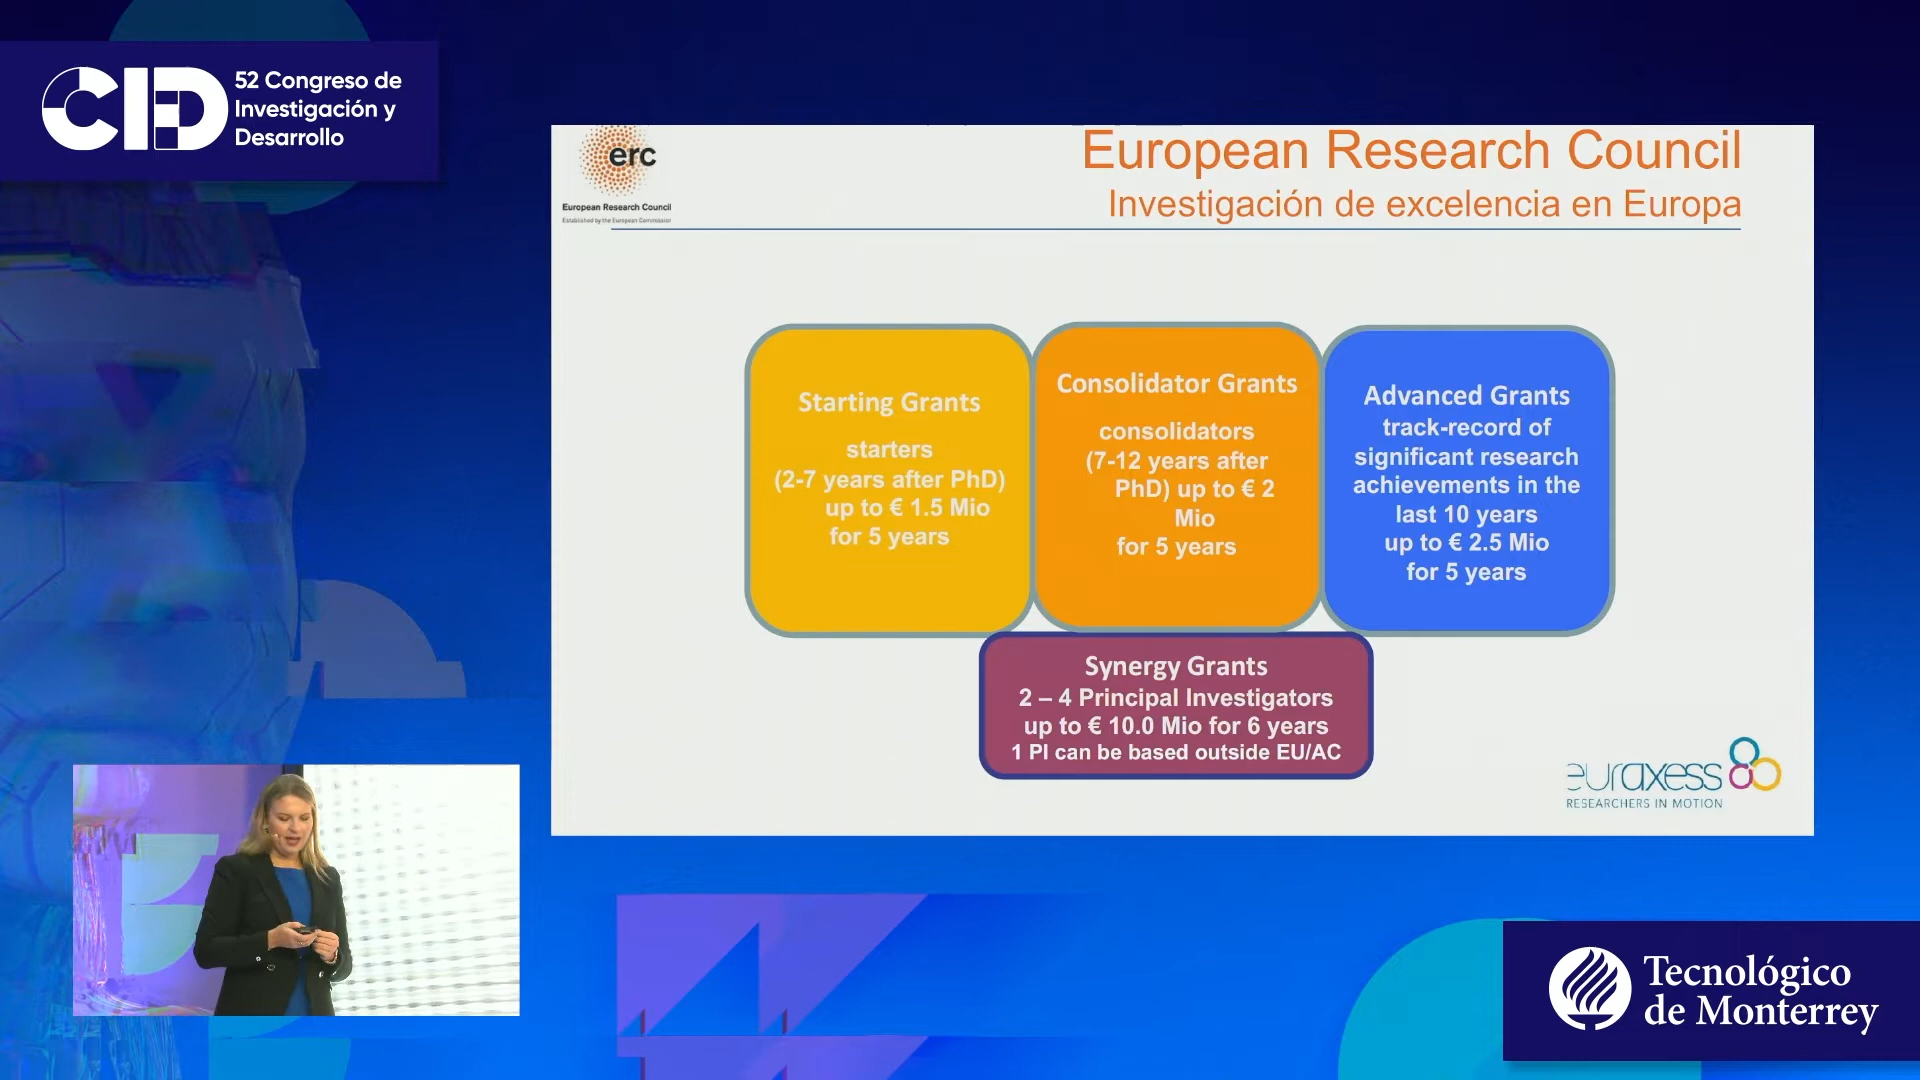 CID
52 Congreso de
Investigación y
Desarrollo
erc
European Research Council
Established by the European Commission
European Research Council
Investigación de excelencia en Europa
Starting Grants
starters
(2-7 years after PhD)
up to € 1.5 Mio
for 5 years
Consolidator Grants
consolidators
(7-12 years after
PhD) up to € 2
Mio
for 5 years
Advanced Grants
track-record of
significant research
achievements in the
last 10 years
up to € 2.5 Mio
for 5 years
Synergy Grants
2 – 4 Principal Investigators
up to € 10.0 Mio for 6 years
1 PI can be based outside EU/AC
euraxess
RESEARCHERS IN MOTION
Tecnológico
de Monterrey